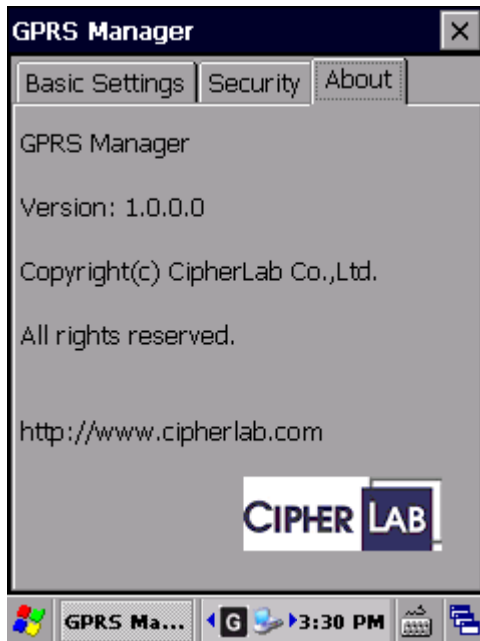 GPRS Manager
Basic Settings Security About
GPRS Manager
Version: 1.0.0.0
Copyright(c) CipherLab Co.,Ltd.
All rights reserved.
http://www.cipherlab.com
CIPHER LAB
GPRS Ma... G 3:30 PM